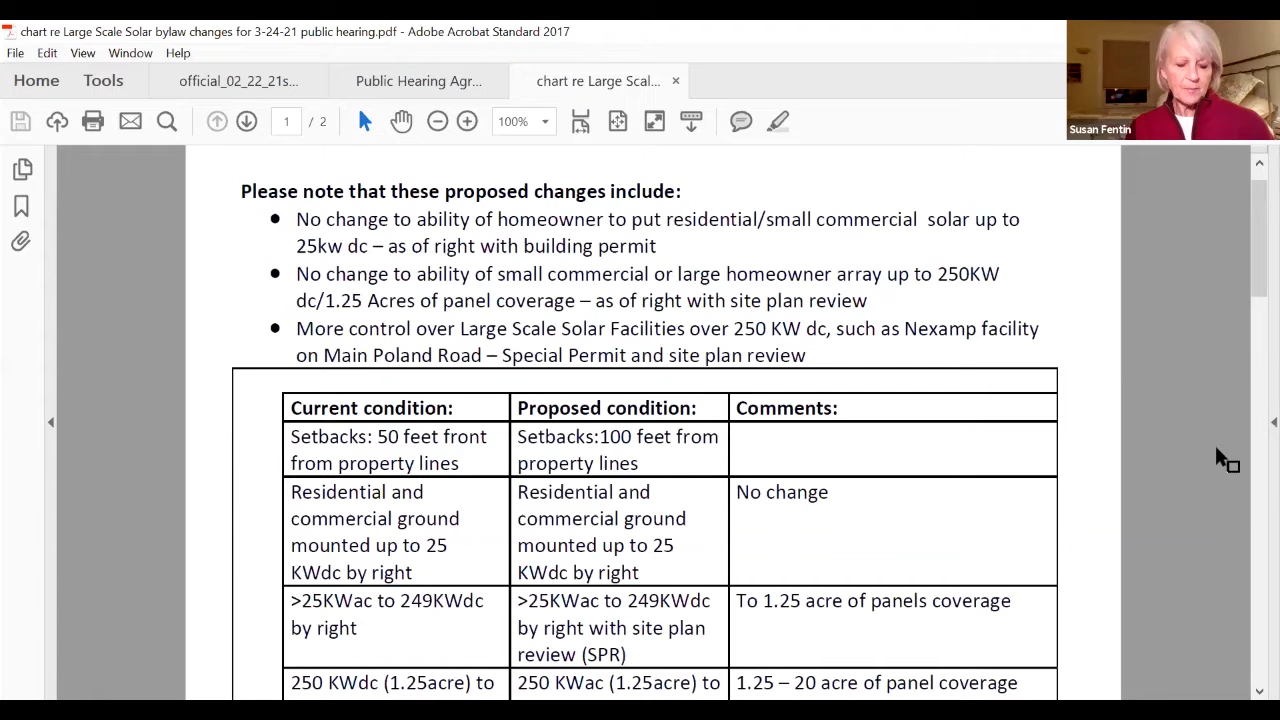 chart re Large Scale Solar bylaw changes for 3-24-21 public hearing.pdf - Adobe Acrobat Standard 2017
File Edit View Window Help
Home Tools official_02_22_21s... Public Hearing Agr... chart re Large Scal... ×
1 / 2 100%
Susan Fentin
Please note that these proposed changes include:
● No change to ability of homeowner to put residential/small commercial solar up to
25kw dc – as of right with building permit
● No change to ability of small commercial or large homeowner array up to 250KW
dc/1.25 Acres of panel coverage – as of right with site plan review
● More control over Large Scale Solar Facilities over 250 KW dc, such as Nexamp facility
on Main Poland Road – Special Permit and site plan review
Current condition: Proposed condition: Comments:
Setbacks: 50 feet front Setbacks:100 feet from
from property lines property lines
Residential and Residential and No change
commercial ground commercial ground
mounted up to 25 mounted up to 25
KWdc by right KWdc by right
>25KWac to 249KWdc >25KWac to 249KWdc To 1.25 acre of panels coverage
by right by right with site plan
review (SPR)
250 KWdc (1.25acre) to 250 KWac (1.25acre) to 1.25 – 20 acre of panel coverage